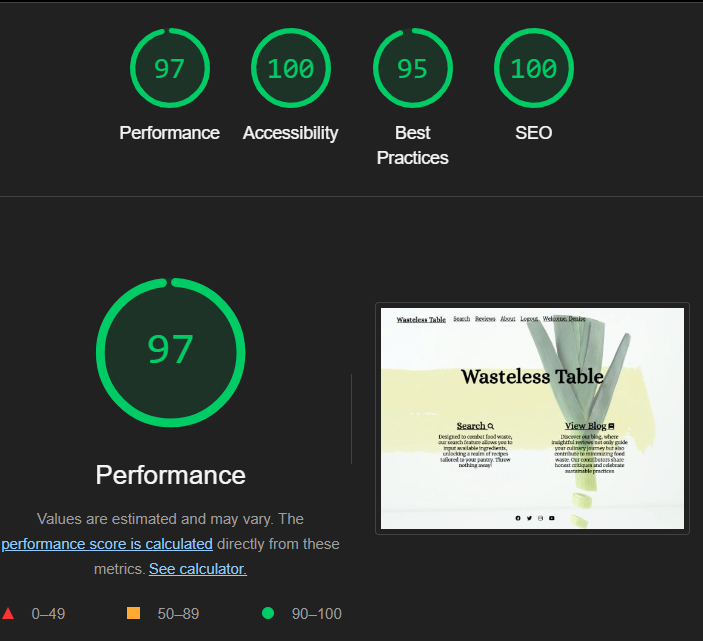 97 100 95 100
Performance Accessibility Best Practices SEO
97
Performance
Values are estimated and may vary. The
performance score is calculated directly from these
metrics. See calculator.
0–49 50–89 90–100
Wasteless Table Search Reviews About Logout Welcome, Denise
Wasteless Table
Search
Designed to combat food waste,
our search feature allows you to
input available ingredients,
unlocking a realm of recipes
tailored to your pantry. Throw
nothing away!
View Blog
Discover our blog, where
insightful reviews not only guide
your culinary journey but also
contribute to minimizing food
waste. Our contributors share
honest critiques and celebrate
sustainable practices